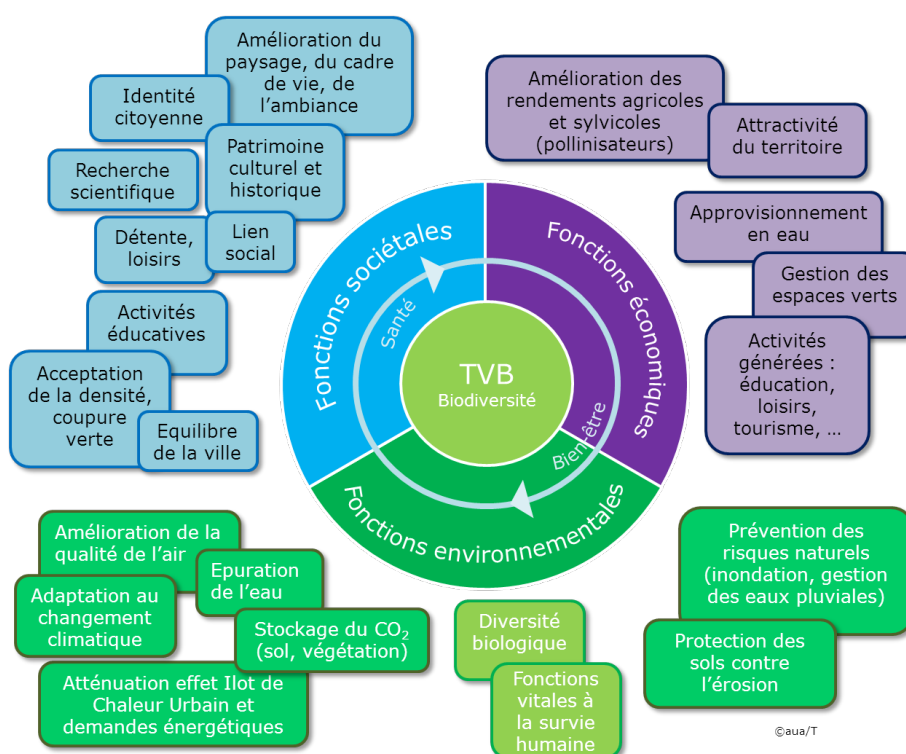 Amélioration du
paysage, du cadre
de vie, de
l’ambiance
Identité
citoyenne
Patrimoine
culturel et
historique
Recherche
scientifique
Lien
social
Détente,
loisirs
Activités
éducatives
Acceptation
de la densité,
coupure
verte
Equilibre
de la ville
Amélioration des
rendements agricoles
et sylvicoles
(pollinisateurs)
Attractivité
du territoire
Approvisionnement
en eau
Gestion des
espaces verts
Activités
générées :
éducation,
loisirs,
tourisme, …
Fonctions sociétales
Fonctions économiques
Fonctions environnementales
Santé
Bien-être
TVB
Biodiversité
Amélioration de la
qualité de l’air
Epuration
de l’eau
Adaptation au
changement
climatique
Stockage du CO₂
(sol, végétation)
Atténuation effet Ilot de
Chaleur Urbain et
demandes énergétiques
Diversité
biologique
Fonctions
vitales à
la survie
humaine
Prévention des
risques naturels
(inondation, gestion
des eaux pluviales)
Protection des
sols contre
l’érosion
©aua/T